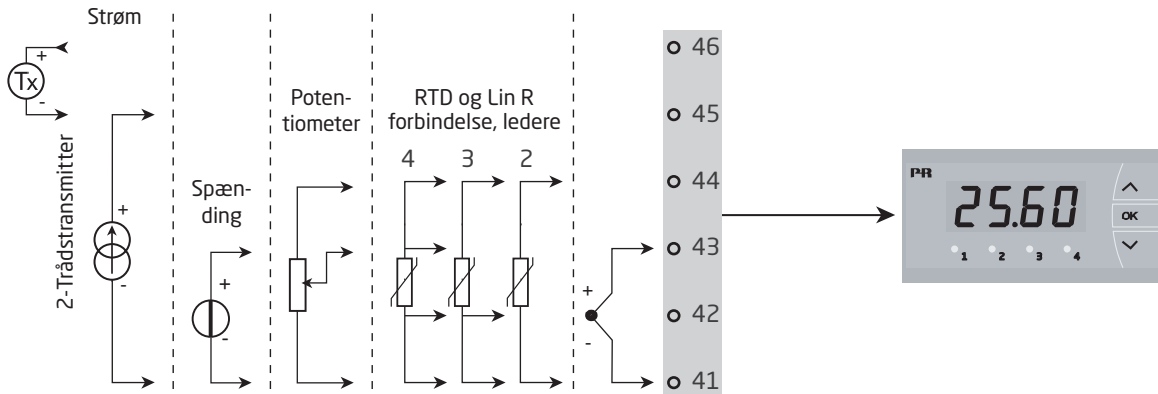 Strøm
+
Tx
-
2-Trådstransmitter
+
-
Spæn-
ding
+
-
Poten-
tiometer
RTD og Lin R
forbindelse, ledere
4 3 2
+
-
46
45
44
43
42
41
PR
25.60
OK
1 2 3 4